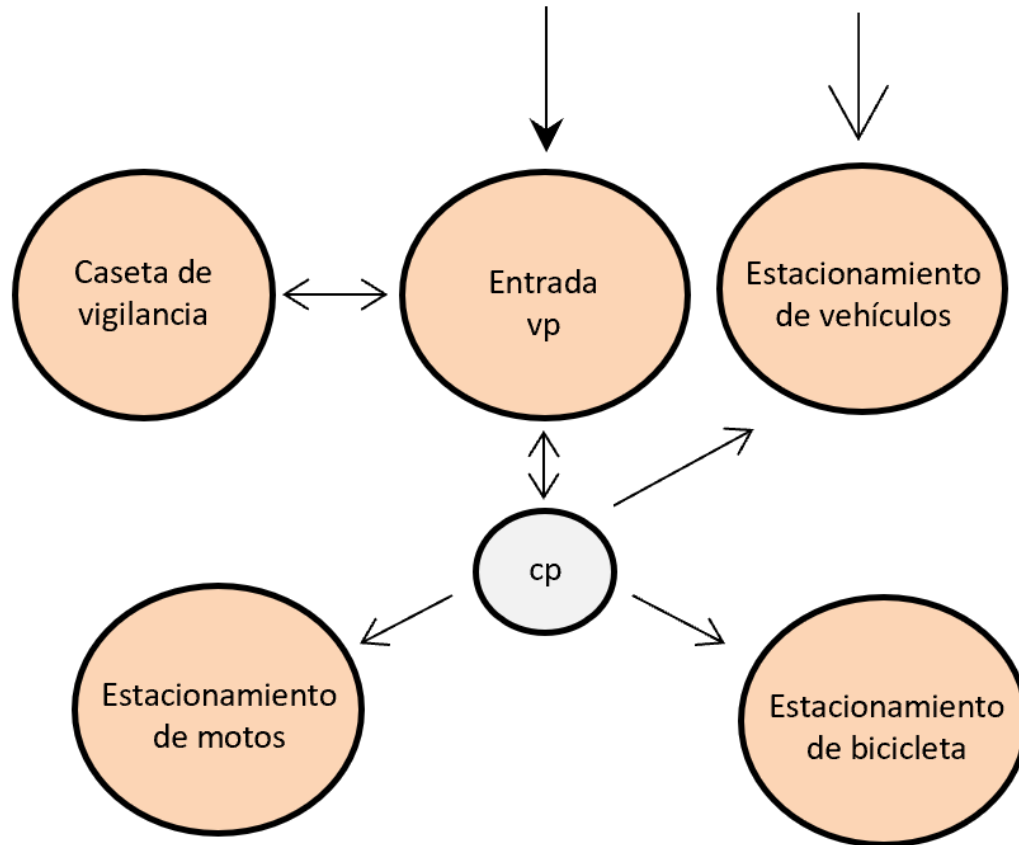 Caseta de
vigilancia
Entrada
vp
Estacionamiento
de vehículos
cp
Estacionamiento
de motos
Estacionamiento
de bicicleta